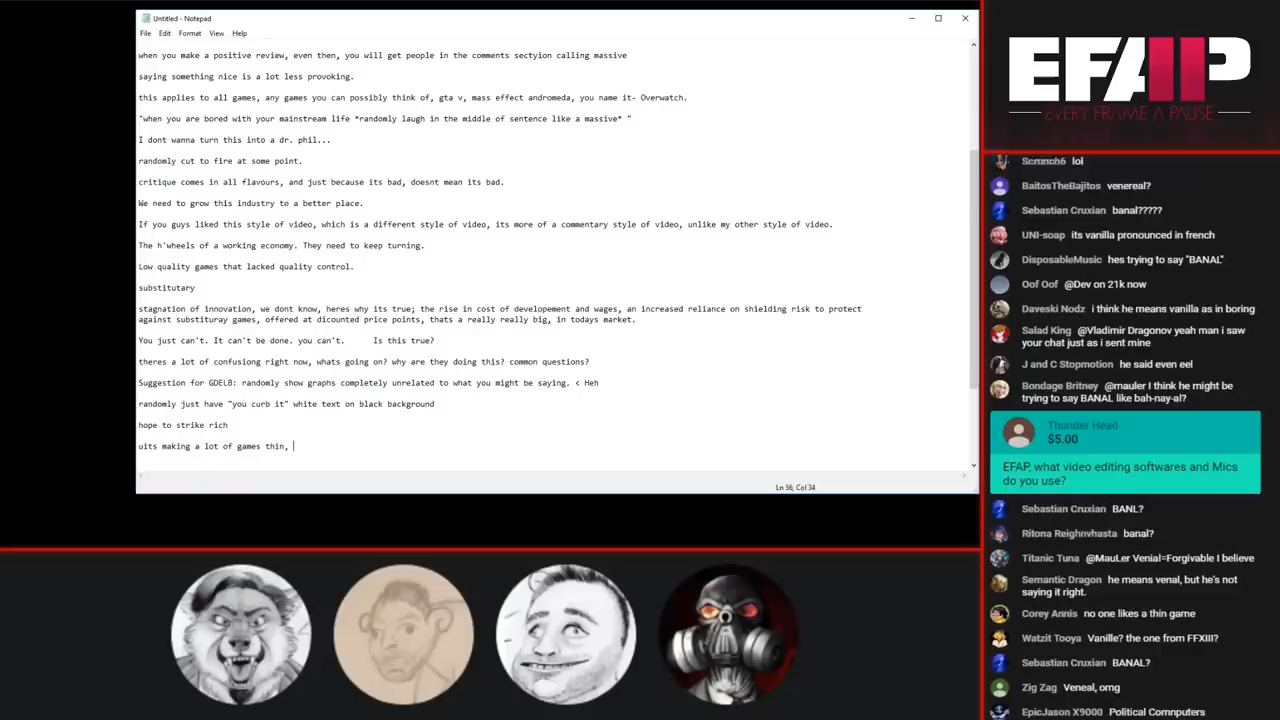 Untitled - Notepad
File Edit Format View Help
when you make a positive review, even then, you will get people in the comments sectyion calling massive
saying something nice is a lot less provoking.
this applies to all games, any games you can possibly think of, gta v, mass effect andromeda, you name it- Overwatch.
"when you are bored with your mainstream life *randomly laugh in the middle of sentence like a massive* "
I dont wanna turn this into a dr. phil...
randomly cut to fire at some point.
critique comes in all flavours, and just because its bad, doesnt mean its bad.
We need to grow this industry to a better place.
If you guys liked this style of video, which is a different style of video, its more of a commentary style of video, unlike my other style of video.
The h'wheels of a working economy. They need to keep turning.
Low quality games that lacked quality control.
substitutary
stagnation of innovation, we dont know, heres why its true; the rise in cost of developement and wages, an increased reliance on shielding risk to protect
against substituray games, offered at dicounted price points, thats a really really big, in todays market.
You just can't. It can't be done. you can't. Is this true?
theres a lot of confusiong right now, whats going on? why are they doing this? common questions?
Suggestion for GDELB: randomly show graphs completely unrelated to what you might be saying. < Heh
randomly just have "you curb it" white text on black background
hope to strike rich
uits making a lot of games thin,
Ln 56, Col 34
EFAP
EVERY FRAME A PAUSE
Scrunch6 lol
BaitosTheBajitos venereal?
Sebastian Cruxian banal?????
UNI-soap its vanilla pronounced in french
DisposableMusic hes trying to say "BANAL"
Oof Oof @Dev on 21k now
Daveski Nodz i think he means vanilla as in boring
Salad King @Vladimir Dragonov yeah man i saw
your chat just as i sent mine
J and C Stopmotion he said even eel
Bondage Britney @mauler I think he might be
trying to say BANAL like bah-nay-al?
Thunder Head
$5.00
EFAP, what video editing softwares and Mics
do you use?
Sebastian Cruxian BANL?
Ritona Reighnvhasta banal?
Titanic Tuna @MauLer Venial=Forgivable I believe
Semantic Dragon he means venal, but he's not
saying it right.
Corey Annis no one likes a thin game
Watzit Tooya Vanille? the one from FFXIII?
Sebastian Cruxian BANAL?
Zig Zag Veneal, omg
EpicJason X9000 Political Comnputers